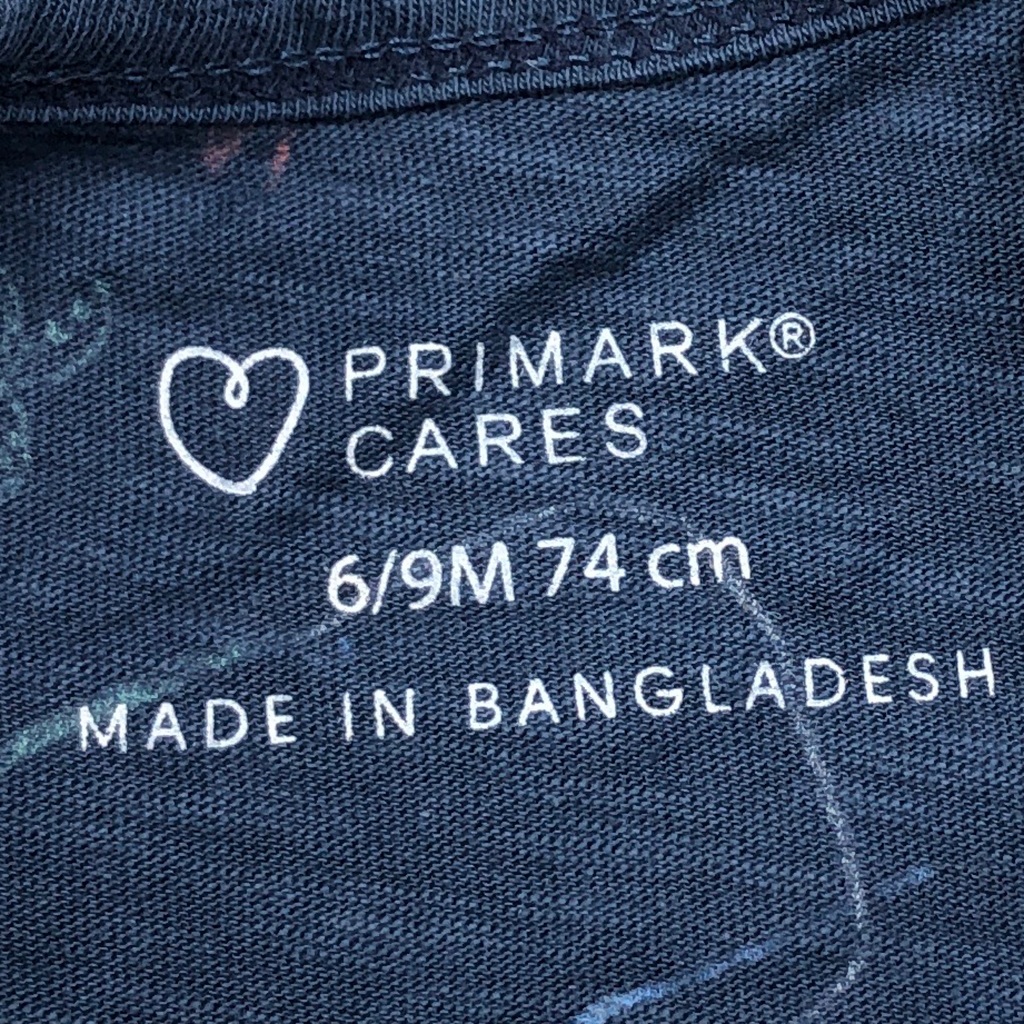 PRIMARK®
CARES
6/9M 74 cm
MADE IN BANGLADESH